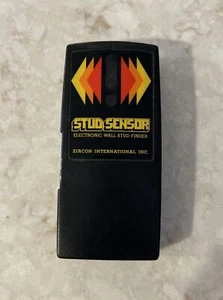 STUD SENSOR
ELECTRONIC WALL STUD FINDER
ZIRCON INTERNATIONAL INC